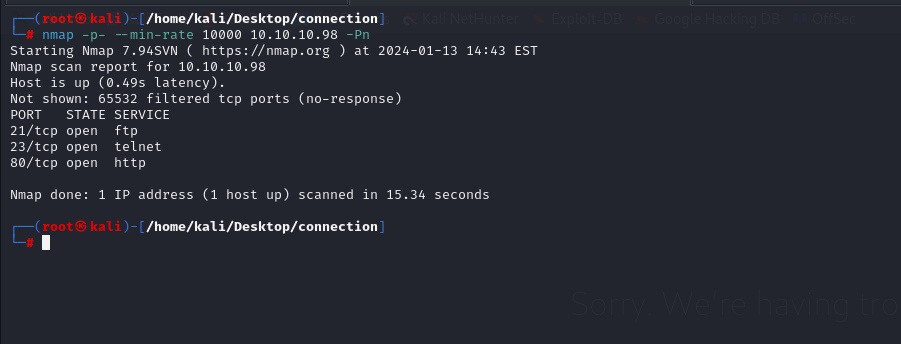 Kali NetHunter Exploit-DB Google Hacking DB OffSec
┌──(root㉿kali)-[/home/kali/Desktop/connection]
└─# nmap -p- --min-rate 10000 10.10.10.98 -Pn
Starting Nmap 7.94SVN ( https://nmap.org ) at 2024-01-13 14:43 EST
Nmap scan report for 10.10.10.98
Host is up (0.49s latency).
Not shown: 65532 filtered tcp ports (no-response)
PORT   STATE SERVICE
21/tcp open  ftp
23/tcp open  telnet
80/tcp open  http
Nmap done: 1 IP address (1 host up) scanned in 15.34 seconds
┌──(root㉿kali)-[/home/kali/Desktop/connection]
└─#
Sorry. We're having